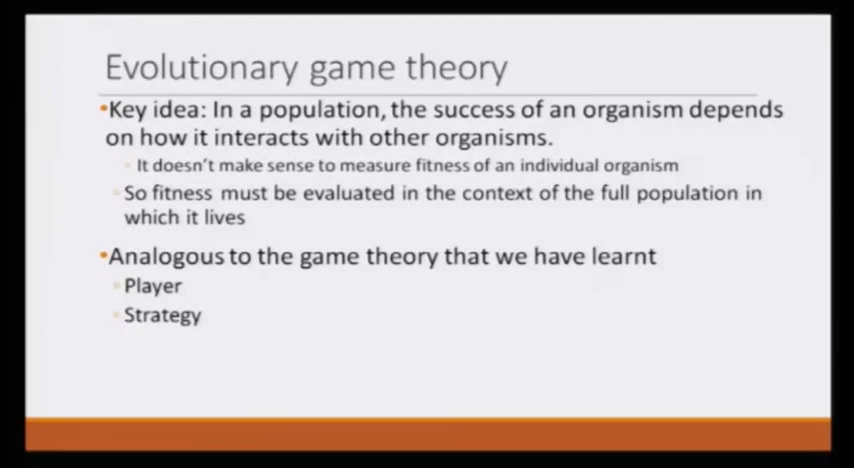 Evolutionary game theory
•Key idea: In a population, the success of an organism depends
on how it interacts with other organisms.
◦ It doesn't make sense to measure fitness of an individual organism
◦ So fitness must be evaluated in the context of the full population in
which it lives
•Analogous to the game theory that we have learnt
◦ Player
◦ Strategy